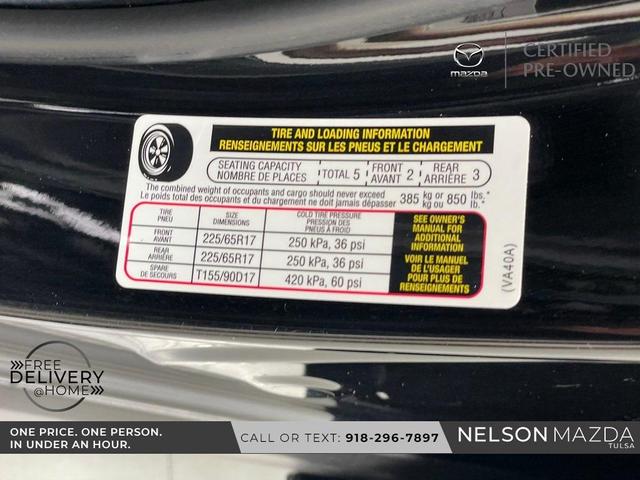 mazda
CERTIFIED
PRE-OWNED
TIRE AND LOADING INFORMATION
RENSEIGNEMENTS SUR LES PNEUS ET LE CHARGEMENT
SEATING CAPACITY
NOMBRE DE PLACES
TOTAL 5
FRONT
AVANT 2
REAR
ARRIÈRE 3
The combined weight of occupants and cargo should never exceed
Le poids total des occupants et du chargement ne doit jamais dépasser
385 kg or 850 lbs.*
kg ou lb.*
TIRE
PNEU
SIZE
DIMENSIONS
COLD TIRE PRESSURE
PRESSION DES
PNEUS À FROID
FRONT
AVANT
225/65R17
250 kPa, 36 psi
REAR
ARRIÈRE
225/65R17
250 kPa, 36 psi
SPARE
DE SECOURS
T155/90D17
420 kPa, 60 psi
SEE OWNER'S
MANUAL FOR
ADDITIONAL
INFORMATION
VOIR LE MANUEL
DE L'USAGER
POUR PLUS DE
RENSEIGNEMENTS
(VA40A)
FREE
DELIVERY
@HOME
ONE PRICE. ONE PERSON.
IN UNDER AN HOUR.
CALL OR TEXT: 918-296-7897
NELSON MAZDA
TULSA